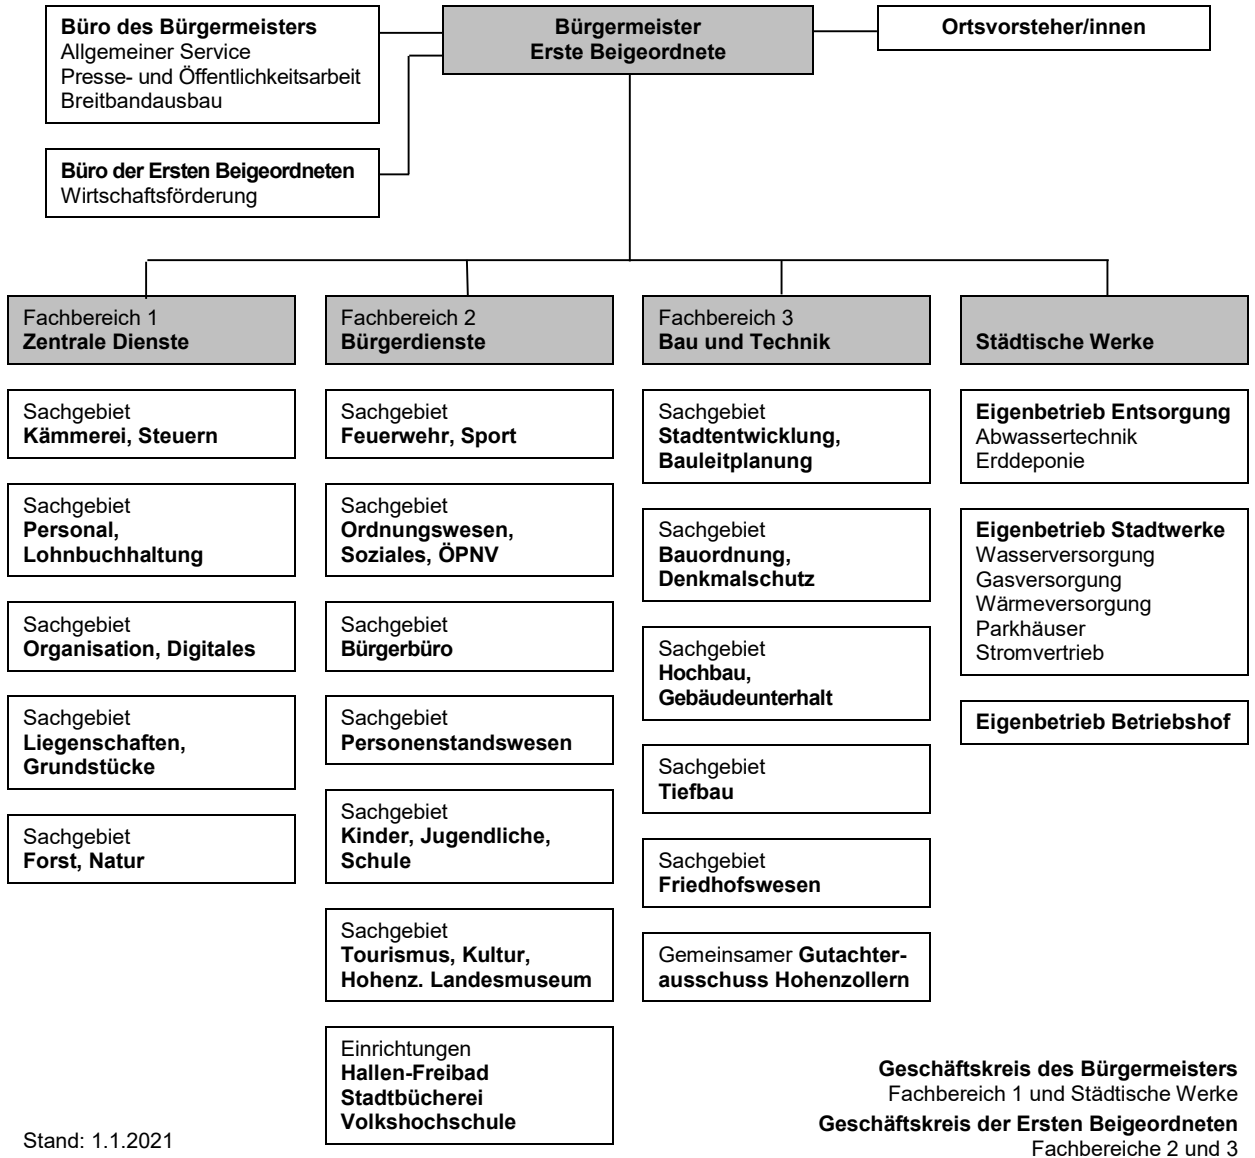 Büro des Bürgermeisters
Allgemeiner Service
Presse- und Öffentlichkeitsarbeit
Breitbandausbau
Bürgermeister
Erste Beigeordnete
Ortsvorsteher/innen
Büro der Ersten Beigeordneten
Wirtschaftsförderung
Fachbereich 1
Zentrale Dienste
Sachgebiet
Kämmerei, Steuern
Sachgebiet
Personal,
Lohnbuchhaltung
Sachgebiet
Organisation, Digitales
Sachgebiet
Liegenschaften,
Grundstücke
Sachgebiet
Forst, Natur
Fachbereich 2
Bürgerdienste
Sachgebiet
Feuerwehr, Sport
Sachgebiet
Ordnungswesen,
Soziales, ÖPNV
Sachgebiet
Bürgerbüro
Sachgebiet
Personenstandswesen
Sachgebiet
Kinder, Jugendliche,
Schule
Sachgebiet
Tourismus, Kultur,
Hohenz. Landesmuseum
Einrichtungen
Hallen-Freibad
Stadtbücherei
Volkshochschule
Fachbereich 3
Bau und Technik
Sachgebiet
Stadtentwicklung,
Bauleitplanung
Sachgebiet
Bauordnung,
Denkmalschutz
Sachgebiet
Hochbau,
Gebäudeunterhalt
Sachgebiet
Tiefbau
Sachgebiet
Friedhofswesen
Gemeinsamer Gutachter-
ausschuss Hohenzollern
Städtische Werke
Eigenbetrieb Entsorgung
Abwassertechnik
Erddeponie
Eigenbetrieb Stadtwerke
Wasserversorgung
Gasversorgung
Wärmeversorgung
Parkhäuser
Stromvertrieb
Eigenbetrieb Betriebshof
Geschäftskreis des Bürgermeisters
Fachbereich 1 und Städtische Werke
Geschäftskreis der Ersten Beigeordneten
Fachbereiche 2 und 3
Stand: 1.1.2021